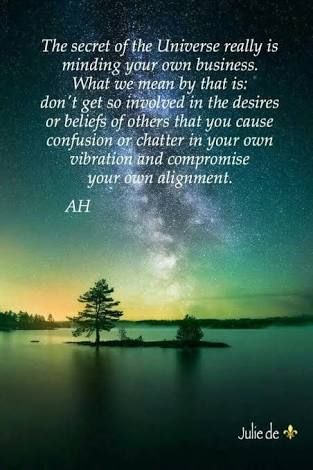 The secret of the Universe really is
minding your own business.
What we mean by that is:
don't get so involved in the desires
or beliefs of others that you cause
confusion or chatter in your own
vibration and compromise
your own alignment.
AH
Julie de